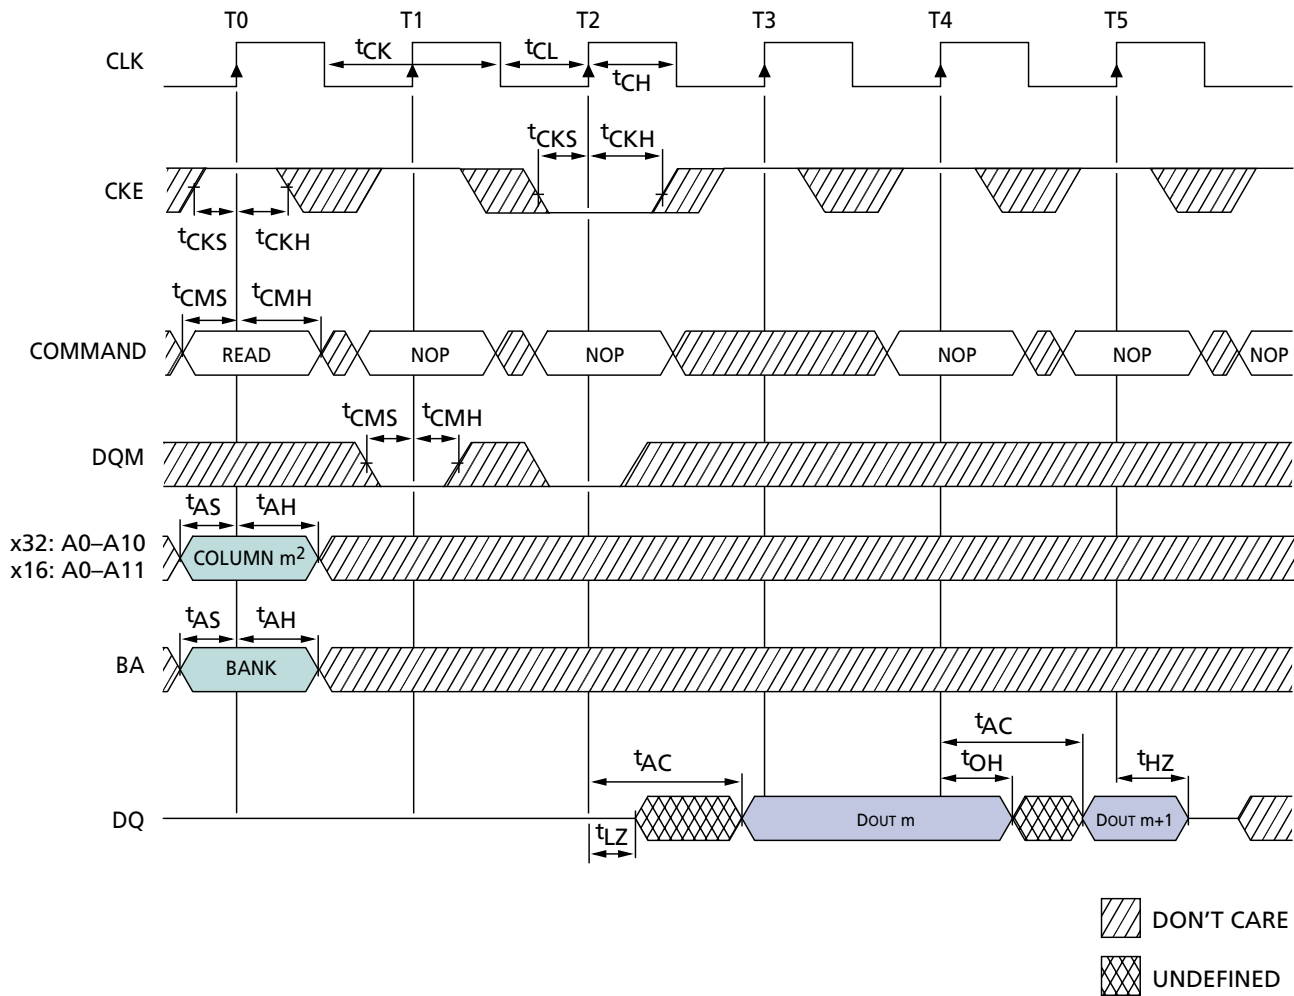 T0 T1 T2 T3 T4 T5
CLK
tCK tCL
tCH
tCKS tCKH
CKE
tCKS tCKH
tCMS tCMH
COMMAND READ NOP NOP NOP NOP NOP
tCMS tCMH
DQM
tAS tAH
x32: A0–A10
x16: A0–A11
COLUMN m2
tAS tAH
BA BANK
tAC
tAC tOH tHZ
DQ DOUT m DOUT m+1
tLZ
DON'T CARE
UNDEFINED